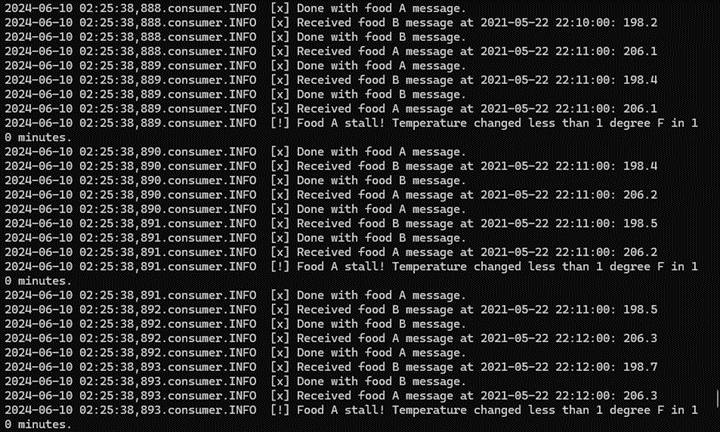 2024-06-10 02:25:38,888.consumer.INFO  [x] Done with food A message.
2024-06-10 02:25:38,888.consumer.INFO  [x] Received food B message at 2021-05-22 22:10:00: 198.2
2024-06-10 02:25:38,888.consumer.INFO  [x] Done with food B message.
2024-06-10 02:25:38,888.consumer.INFO  [x] Received food A message at 2021-05-22 22:11:00: 206.1
2024-06-10 02:25:38,889.consumer.INFO  [x] Done with food A message.
2024-06-10 02:25:38,889.consumer.INFO  [x] Received food B message at 2021-05-22 22:11:00: 198.4
2024-06-10 02:25:38,889.consumer.INFO  [x] Done with food B message.
2024-06-10 02:25:38,889.consumer.INFO  [x] Received food A message at 2021-05-22 22:11:00: 206.1
2024-06-10 02:25:38,889.consumer.INFO  [!] Food A stall! Temperature changed less than 1 degree F in 1
0 minutes.
2024-06-10 02:25:38,890.consumer.INFO  [x] Done with food A message.
2024-06-10 02:25:38,890.consumer.INFO  [x] Received food B message at 2021-05-22 22:11:00: 198.4
2024-06-10 02:25:38,890.consumer.INFO  [x] Done with food B message.
2024-06-10 02:25:38,890.consumer.INFO  [x] Received food A message at 2021-05-22 22:11:00: 206.2
2024-06-10 02:25:38,890.consumer.INFO  [x] Done with food A message.
2024-06-10 02:25:38,891.consumer.INFO  [x] Received food B message at 2021-05-22 22:11:00: 198.5
2024-06-10 02:25:38,891.consumer.INFO  [x] Done with food B message.
2024-06-10 02:25:38,891.consumer.INFO  [x] Received food A message at 2021-05-22 22:11:00: 206.2
2024-06-10 02:25:38,891.consumer.INFO  [!] Food A stall! Temperature changed less than 1 degree F in 1
0 minutes.
2024-06-10 02:25:38,891.consumer.INFO  [x] Done with food A message.
2024-06-10 02:25:38,892.consumer.INFO  [x] Received food B message at 2021-05-22 22:11:00: 198.5
2024-06-10 02:25:38,892.consumer.INFO  [x] Done with food B message.
2024-06-10 02:25:38,892.consumer.INFO  [x] Received food A message at 2021-05-22 22:12:00: 206.3
2024-06-10 02:25:38,892.consumer.INFO  [x] Done with food A message.
2024-06-10 02:25:38,893.consumer.INFO  [x] Received food B message at 2021-05-22 22:12:00: 198.7
2024-06-10 02:25:38,893.consumer.INFO  [x] Done with food B message.
2024-06-10 02:25:38,893.consumer.INFO  [x] Received food A message at 2021-05-22 22:12:00: 206.3
2024-06-10 02:25:38,893.consumer.INFO  [!] Food A stall! Temperature changed less than 1 degree F in 1
0 minutes.